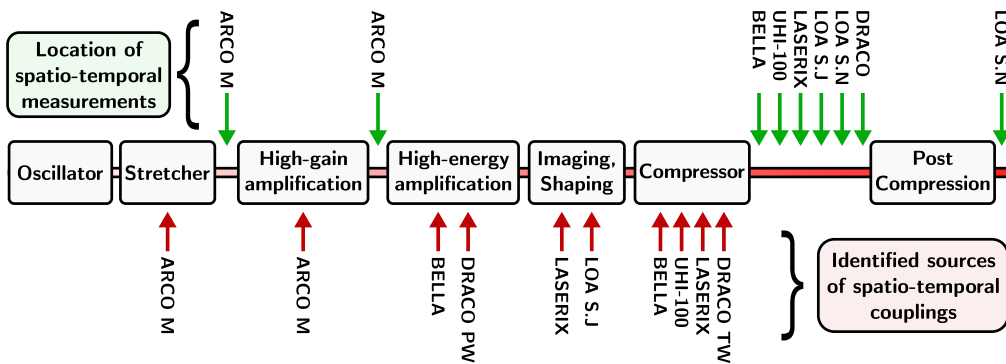 Location of
spatio-temporal
measurements
ARCO M
ARCO M
BELLA
UHI-100
LASERIX
LOA S.J
LOA S.N
DRACO
LOA S.N
Oscillator
Stretcher
High-gain
amplification
High-energy
amplification
Imaging,
Shaping
Compressor
Post
Compression
ARCO M
ARCO M
BELLA
DRACO PW
LASERIX
LOA S.J
BELLA
UHI-100
LASERIX
DRACO TW
Identified sources
of spatio-temporal
couplings